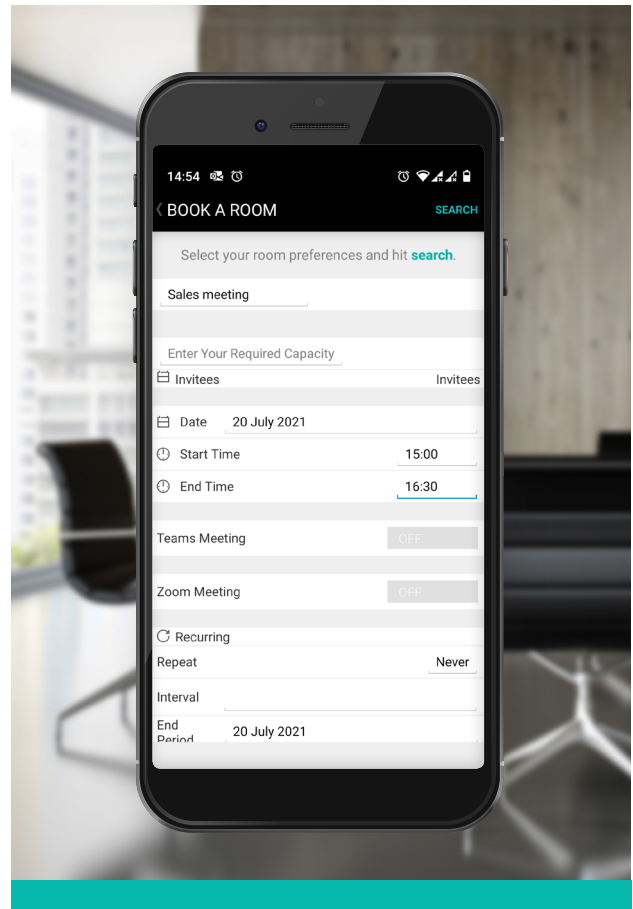 14:54
BOOK A ROOM SEARCH
Select your room preferences and hit search.
Sales meeting
Enter Your Required Capacity
Invitees Invitees
Date 20 July 2021
Start Time 15:00
End Time 16:30
Teams Meeting OFF
Zoom Meeting OFF
Recurring
Repeat Never
Interval
End
Period 20 July 2021